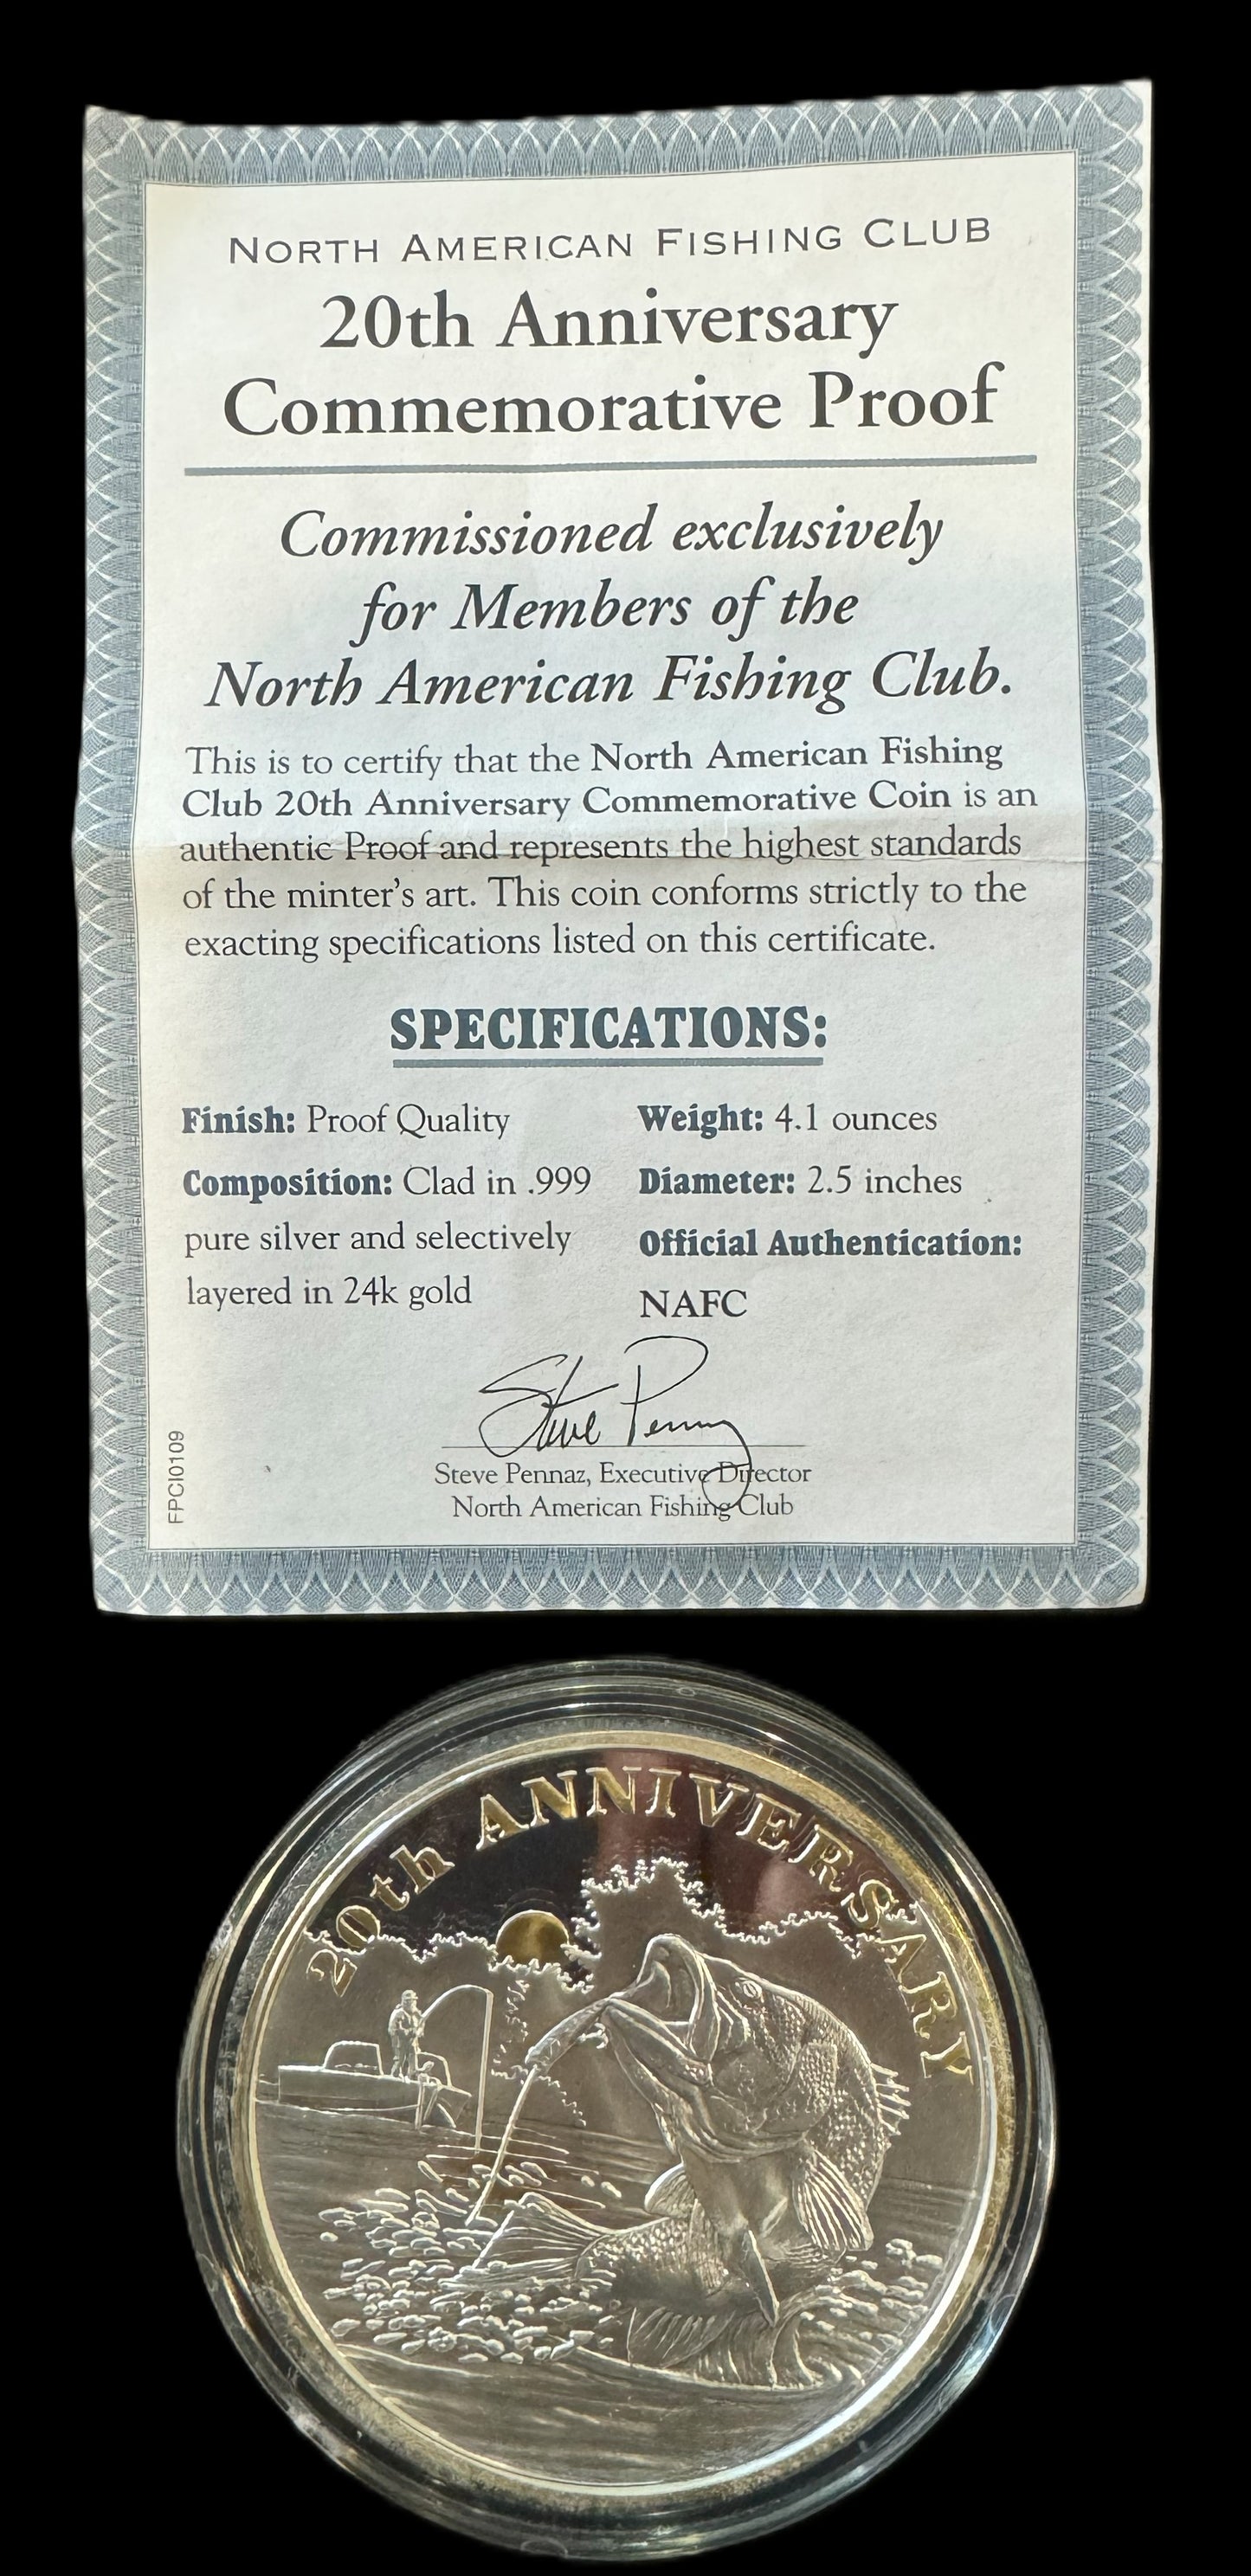 NORTH AMERICAN FISHING CLUB
20th Anniversary
Commemorative Proof
Commissioned exclusively
for Members of the
North American Fishing Club.
This is to certify that the North American Fishing
Club 20th Anniversary Commemorative Coin is an
authentic Proof and represents the highest standards
of the minter's art. This coin conforms strictly to the
exacting specifications listed on this certificate.
SPECIFICATIONS:
Finish: Proof Quality
Composition: Clad in .999
pure silver and selectively
layered in 24k gold
Weight: 4.1 ounces
Diameter: 2.5 inches
Official Authentication:
NAFC
Steve Pennaz
Steve Pennaz, Executive Director
North American Fishing Club
FPCI0109
20th ANNIVERSARY